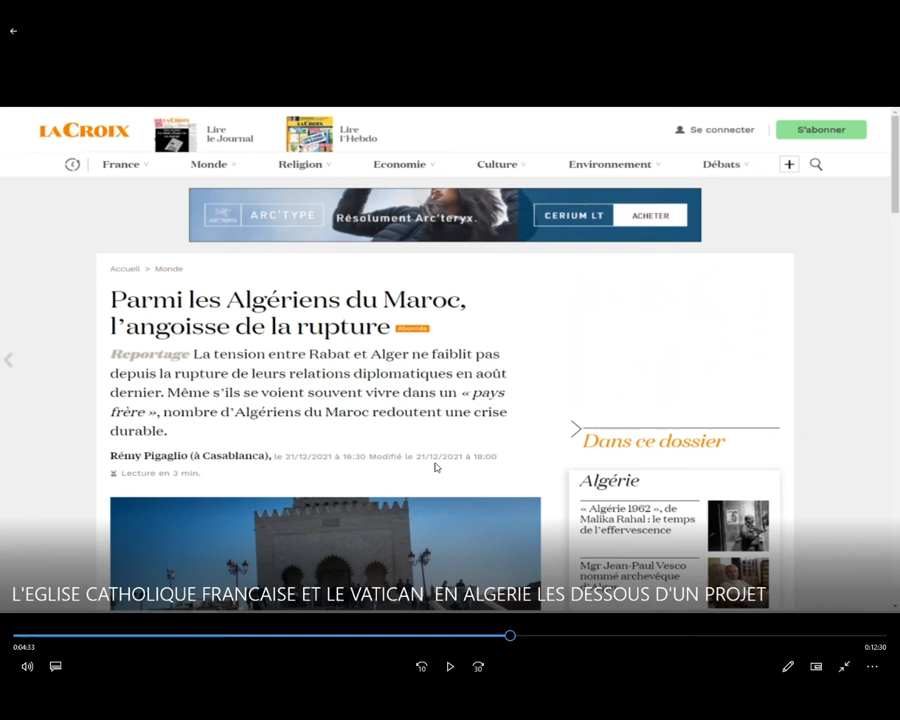 LA CROIX
Lire
le Journal
Lire
l'Hebdo
Se connecter
S'abonner
France
Monde
Religion
Economie
Culture
Environnement
Débats
ARC'TYPE
Résolument Arc'teryx.
CERIUM LT
ACHETER
Accueil > Monde
Parmi les Algériens du Maroc,
l'angoisse de la rupture Abonnés
Reportage La tension entre Rabat et Alger ne faiblit pas
depuis la rupture de leurs relations diplomatiques en août
dernier. Même s'ils se voient souvent vivre dans un « pays
frère », nombre d'Algériens du Maroc redoutent une crise
durable.
Rémy Pigaglio (à Casablanca), le 21/12/2021 à 16:30 Modifié le 21/12/2021 à 18:00
Lecture en 3 min.
Dans ce dossier
Algérie
« Algérie 1962 », de
Malika Rahal : le temps
de l'effervescence
Mgr Jean-Paul Vesco
nommé archevêque
L'EGLISE CATHOLIQUE FRANCAISE ET LE VATICAN EN ALGERIE LES DESSOUS D'UN PROJET
0:04:33
0:12:30
10
30